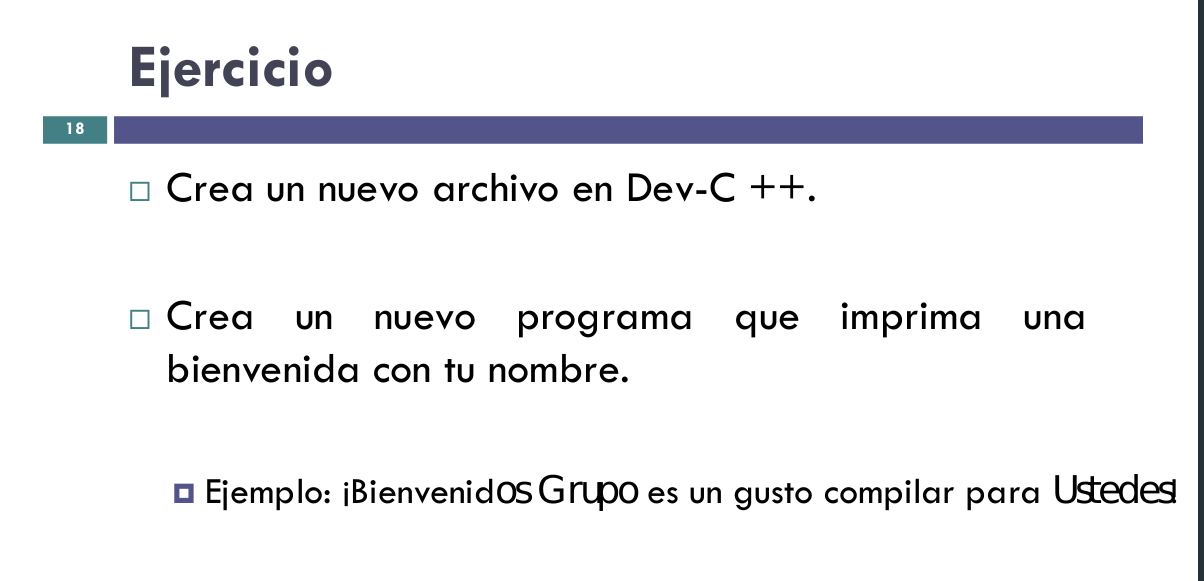 Ejercicio
18
Crea un nuevo archivo en Dev-C ++.
Crea un nuevo programa que imprima una
bienvenida con tu nombre.
Ejemplo: ¡Bienvenidos Grupo es un gusto compilar para Ustedes!